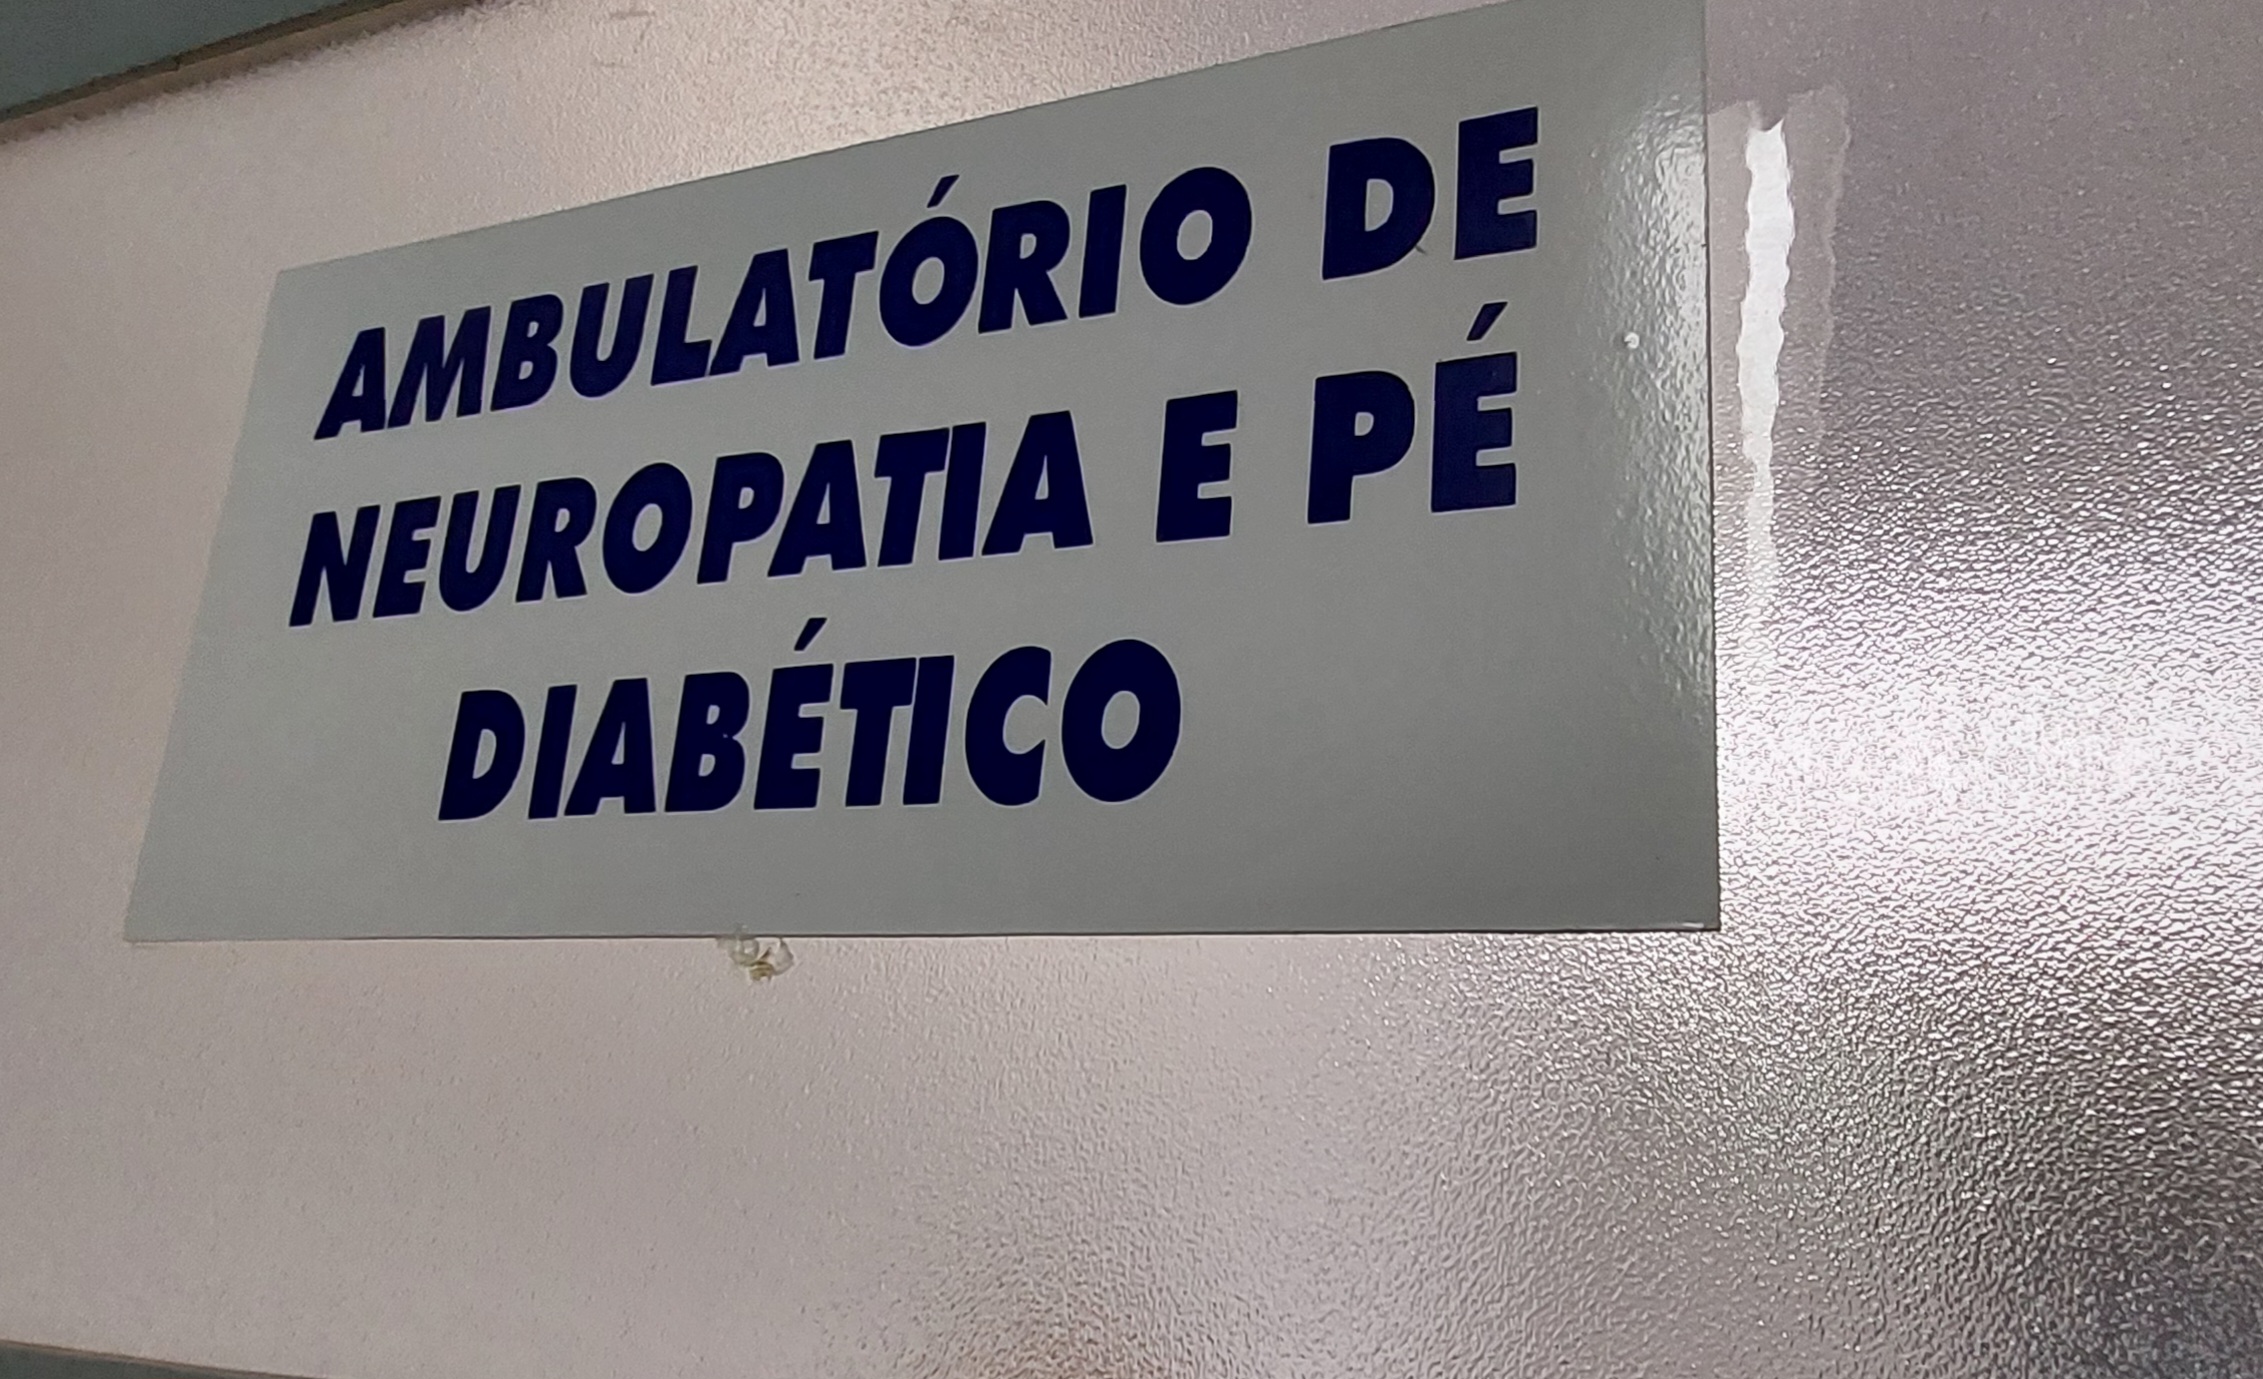 AMBULATÓRIO DE
NEUROPATIA E PÉ
DIABÉTICO